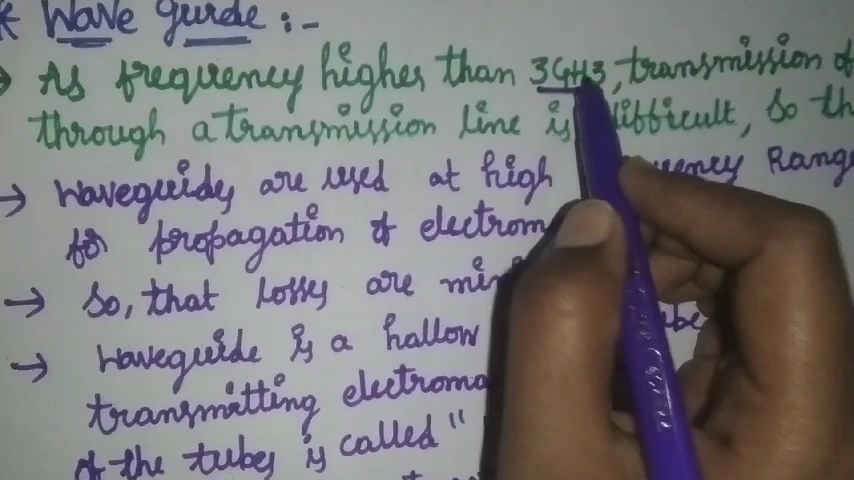 * Wave guide :-
As frequency higher than 3GHz, transmission of
through a transmission line is difficult, So th
→ Waveguides are used at high Range
for propagation of electrom
→ So, that losses are min
→ Waveguide is a hallow
transmitting electroma
of the tubes is called "